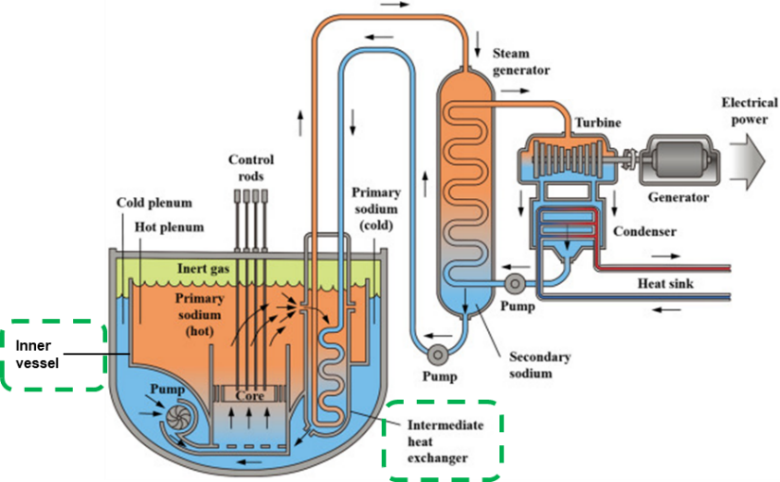 Steam
generator
Electrical
power
Turbine
Control
rods
Generator
Primary
sodium
(cold)
Cold plenum
Hot plenum
Condenser
Inert gas
Heat sink
Primary
sodium
(hot)
Pump
Inner
vessel
Secondary
sodium
Pump
Pump
Core
Intermediate
heat
exchanger